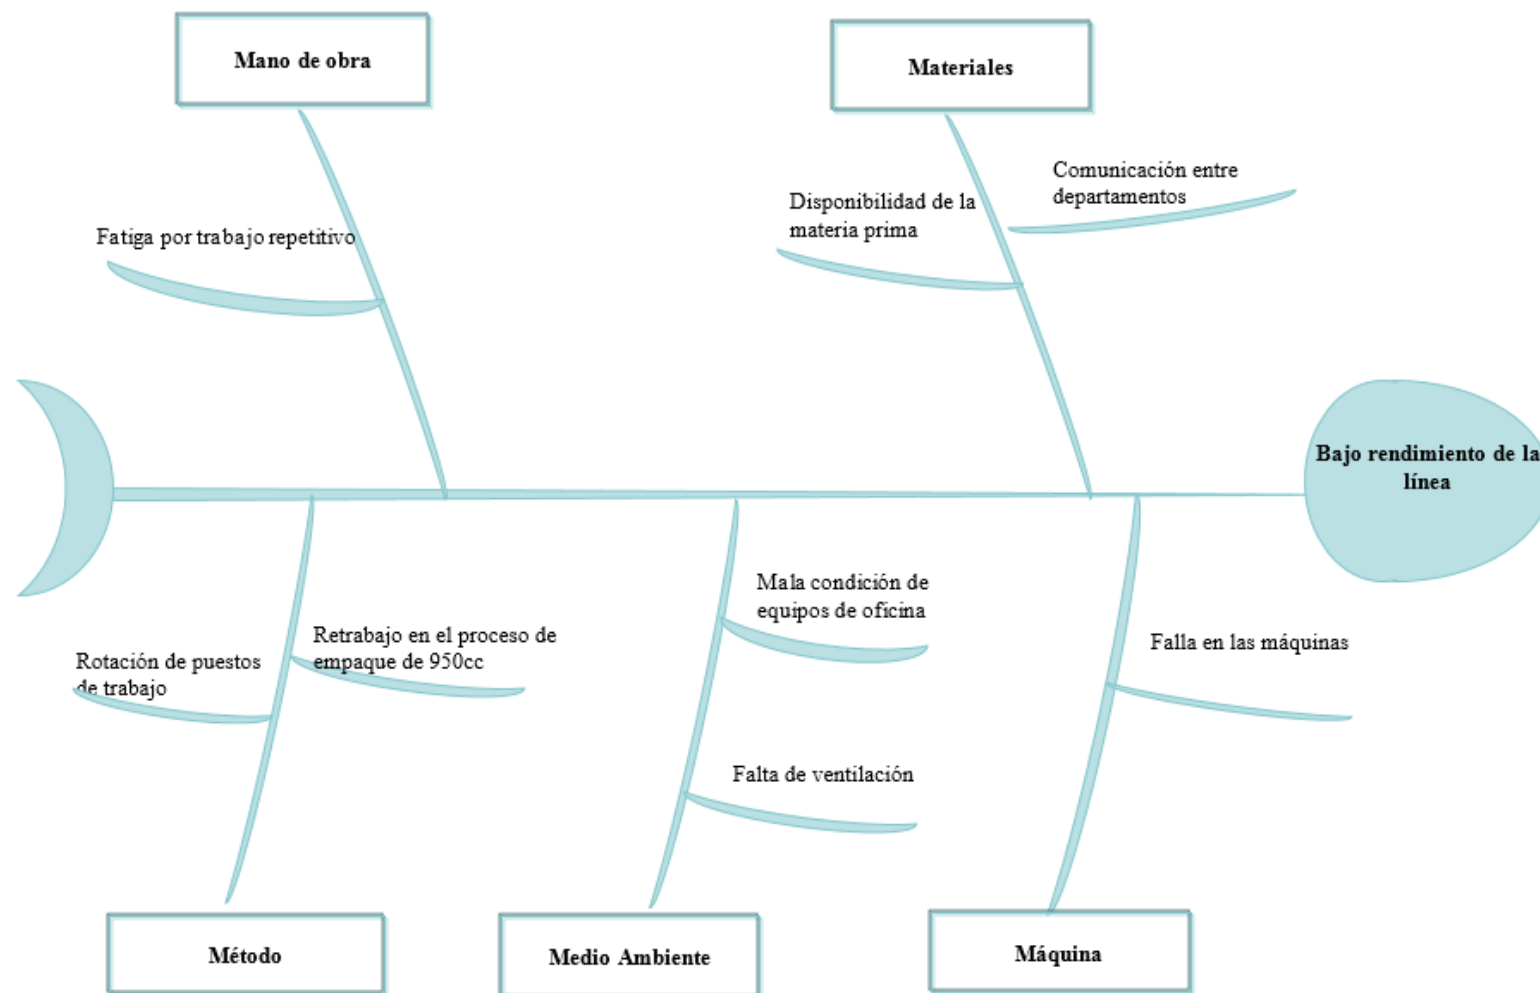 Mano de obra
Materiales
Comunicación entre
departamentos
Disponibilidad de la
materia prima
Fatiga por trabajo repetitivo
Bajo rendimiento de la
línea
Mala condición de
equipos de oficina
Retrabajo en el proceso de
empaque de 950cc
Rotación de puestos
de trabajo
Falla en las máquinas
Falta de ventilación
Método
Medio Ambiente
Máquina